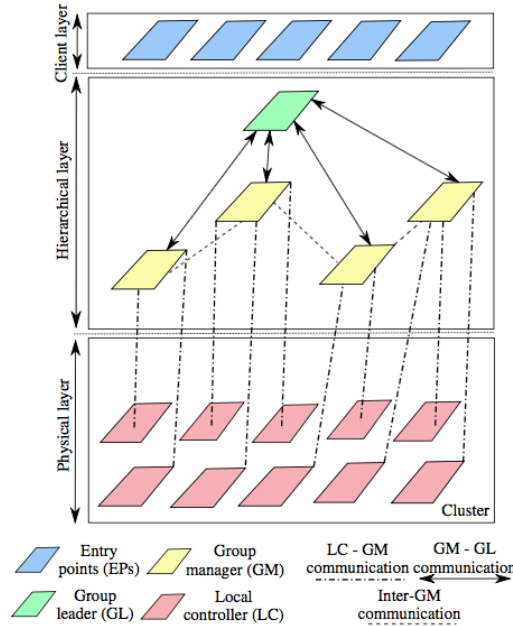 Client layer
Hierarchical layer
Physical layer
Cluster
Entry
points (EPs)
Group
manager (GM)
LC - GM
communication
GM - GL
communication
Group
leader (GL)
Local
controller (LC)
Inter-GM
communication